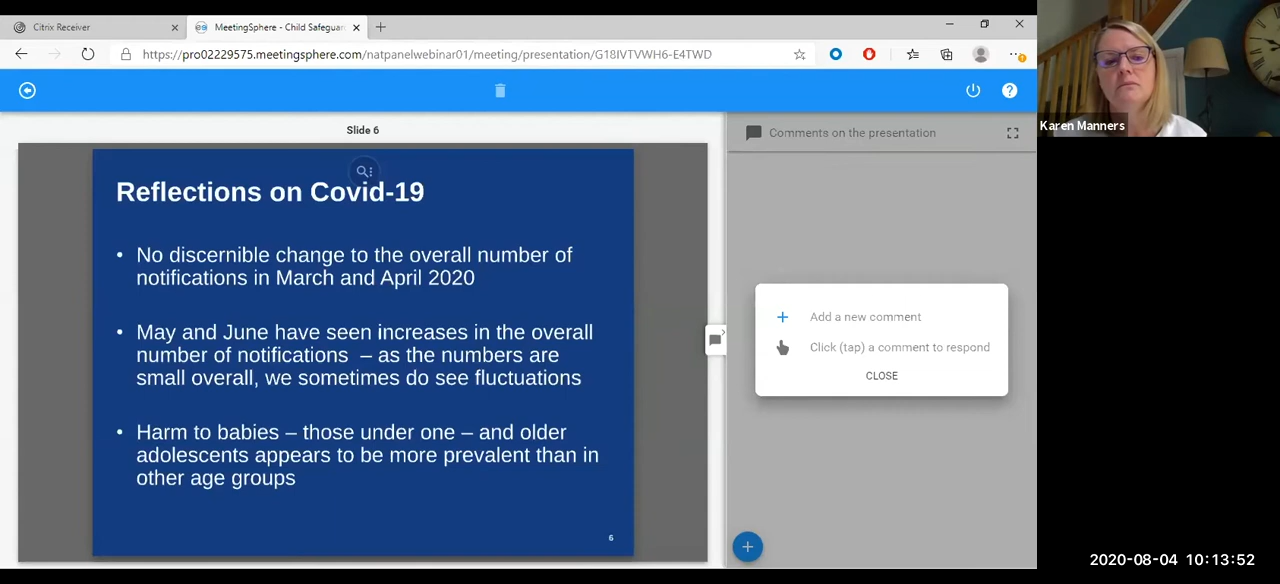 Citrix Receiver
MeetingSphere - Child Safeguar
https://pro02229575.meetingsphere.com/natpanelwebinar01/meeting/presentation/G18IVTVWH6-E4TWD
Karen Manners
Slide 6
Comments on the presentation
Reflections on Covid-19
• No discernible change to the overall number of
notifications in March and April 2020
• May and June have seen increases in the overall
number of notifications – as the numbers are
small overall, we sometimes do see fluctuations
• Harm to babies – those under one – and older
adolescents appears to be more prevalent than in
other age groups
6
Add a new comment
Click (tap) a comment to respond
CLOSE
2020-08-04 10:13:52